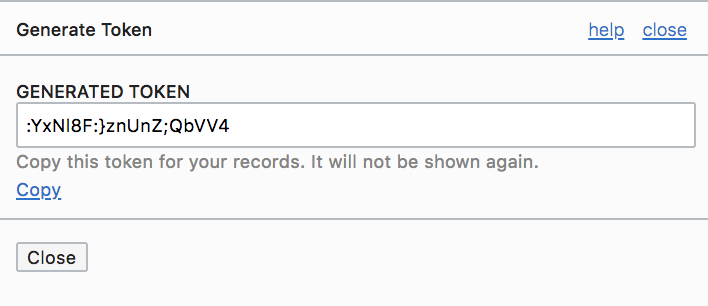 Generate Token help close
GENERATED TOKEN
:YxNl8F:}znUnZ;QbVV4
Copy this token for your records. It will not be shown again.
Copy
Close